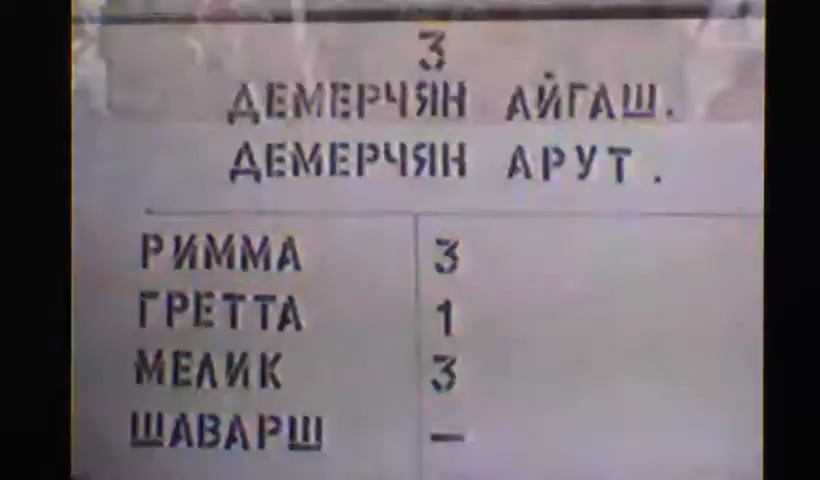 3
ДЕМЕРЧЯН АЙГАШ.
ДЕМЕРЧЯН АРУТ.
РИММА 3
ГРЕТТА 1
МЕЛИК 3
ШАВАРШ –